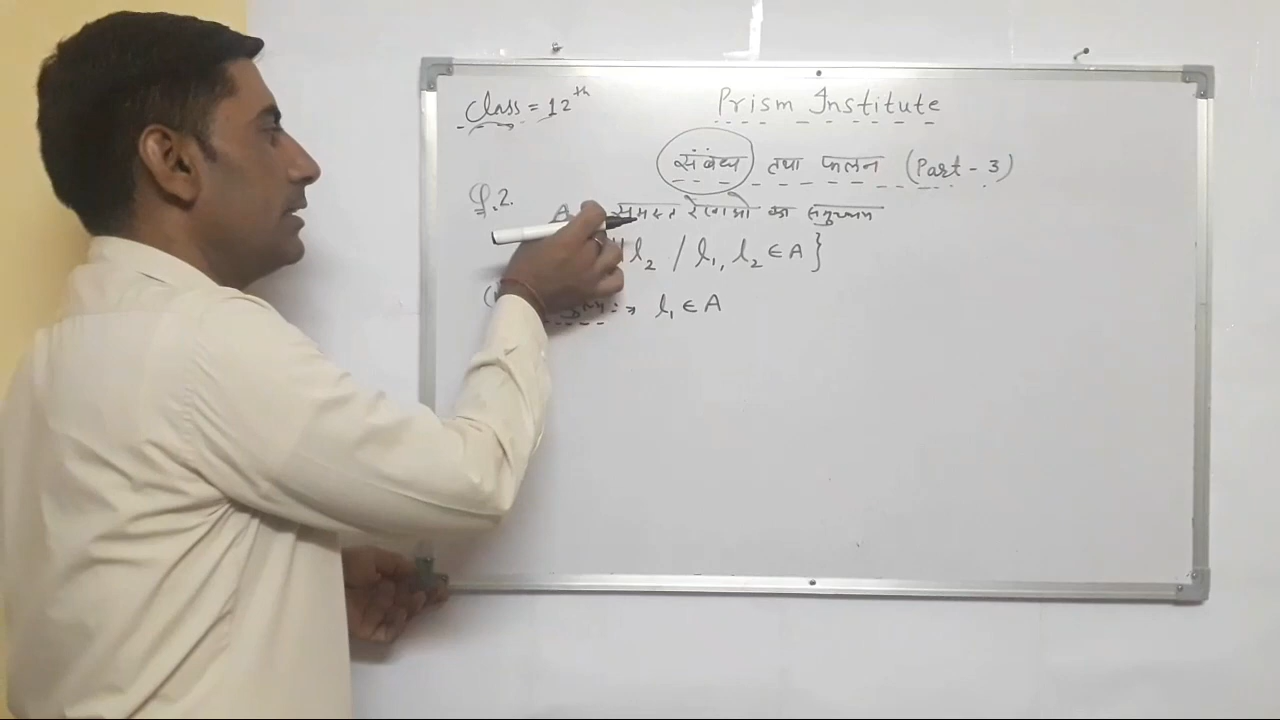 Class = 12th
Prism Institute
संबंध तथा फलन (Part - 3)
Q.2.
A समस्त रेखाओ का समुच्चय
l₂ / l₁, l₂ ∈ A }
l₁ ∈ A